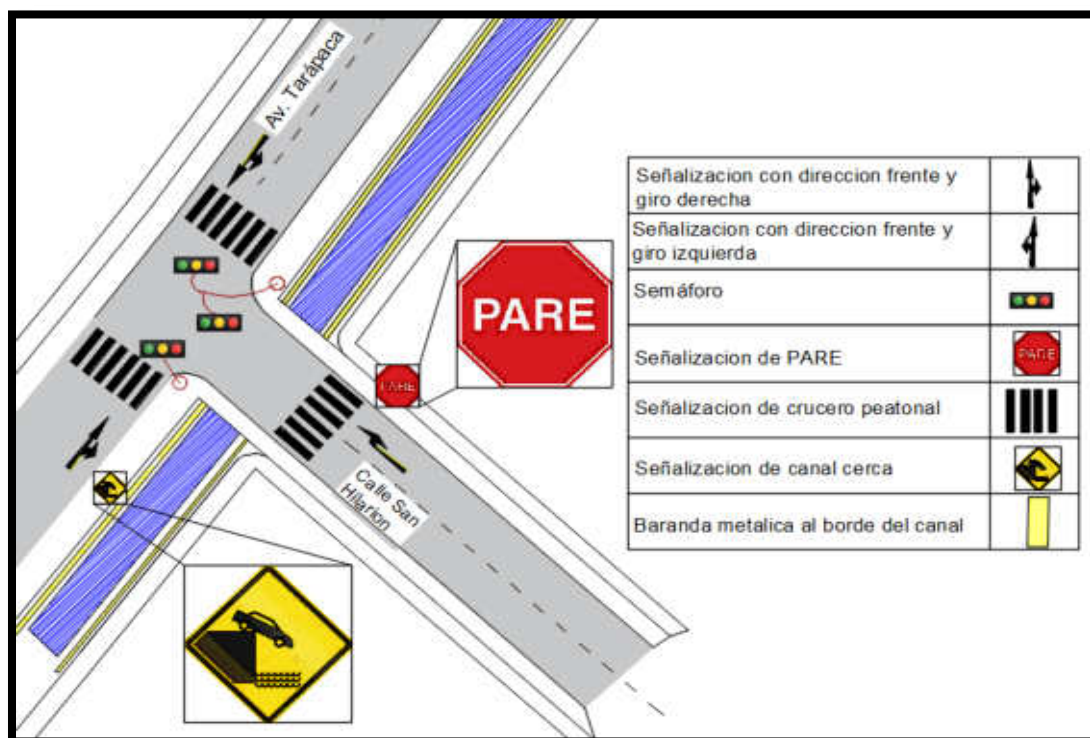 Av. Tarápaca
PARE
PARE
Calle San
Hilarion
Señalizacion con direccion frente y
giro derecha
Señalizacion con direccion frente y
giro izquierda
Semáforo
Señalizacion de PARE
PARE
Señalizacion de crucero peatonal
Señalizacion de canal cerca
Baranda metalica al borde del canal